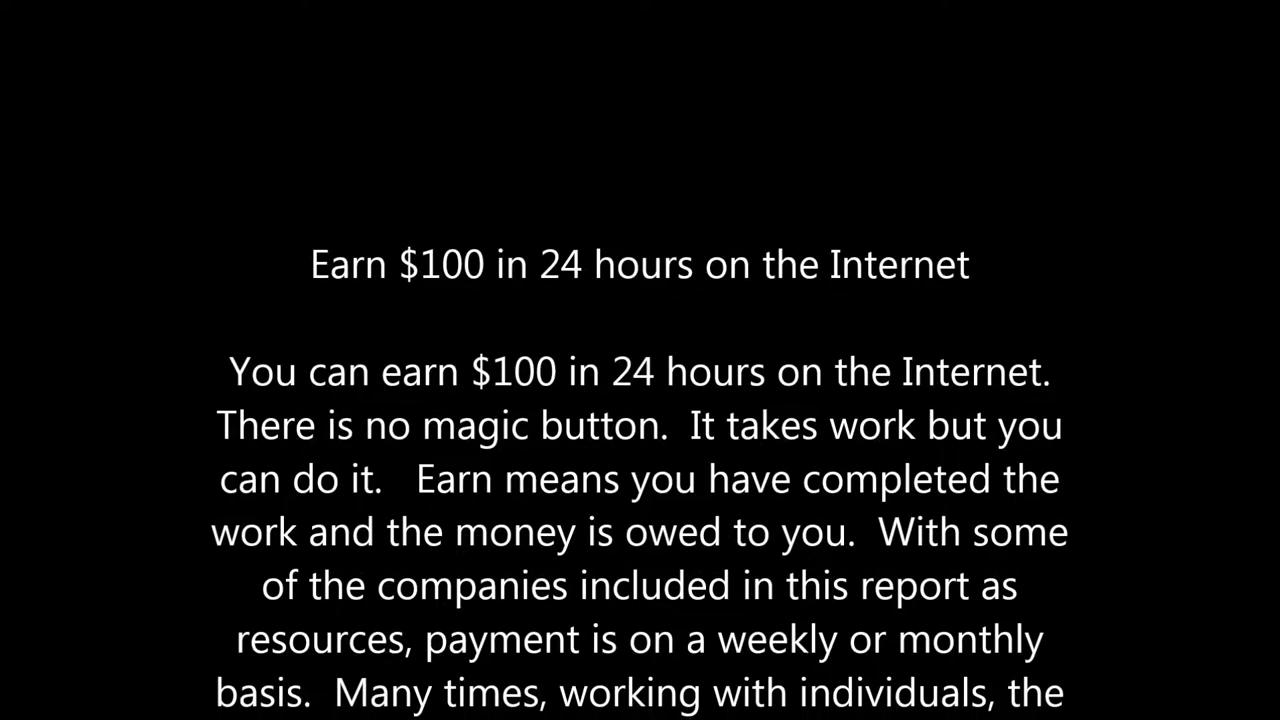 Earn $100 in 24 hours on the Internet
You can earn $100 in 24 hours on the Internet.
There is no magic button.  It takes work but you
can do it.   Earn means you have completed the
work and the money is owed to you.  With some
of the companies included in this report as
resources, payment is on a weekly or monthly
basis.  Many times, working with individuals, the